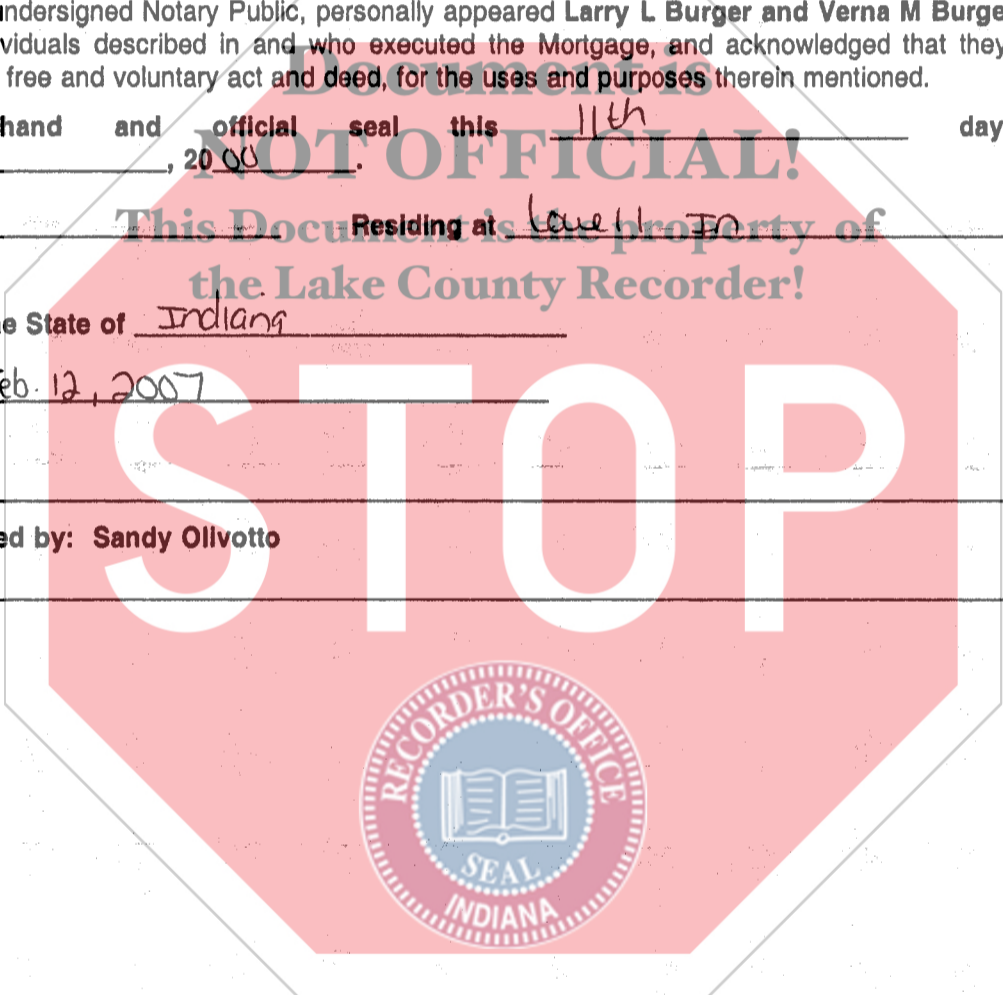 ndersigned Notary Public, personally appeared Larry L Burger and Verna M Burge
viduals described in and who executed the Mortgage, and acknowledged that they
free and voluntary act and deed, for the uses and purposes therein mentioned.
Document is
hand and official seal this 11th day
, 2000.
NOT OFFICIAL!
This Document is the property of
Residing at Lowell IN
the Lake County Recorder!
e State of Indiana
eb. 12, 2007
STOP
ed by: Sandy Olivotto
RECORDER'S OFFICE
SEAL
INDIANA